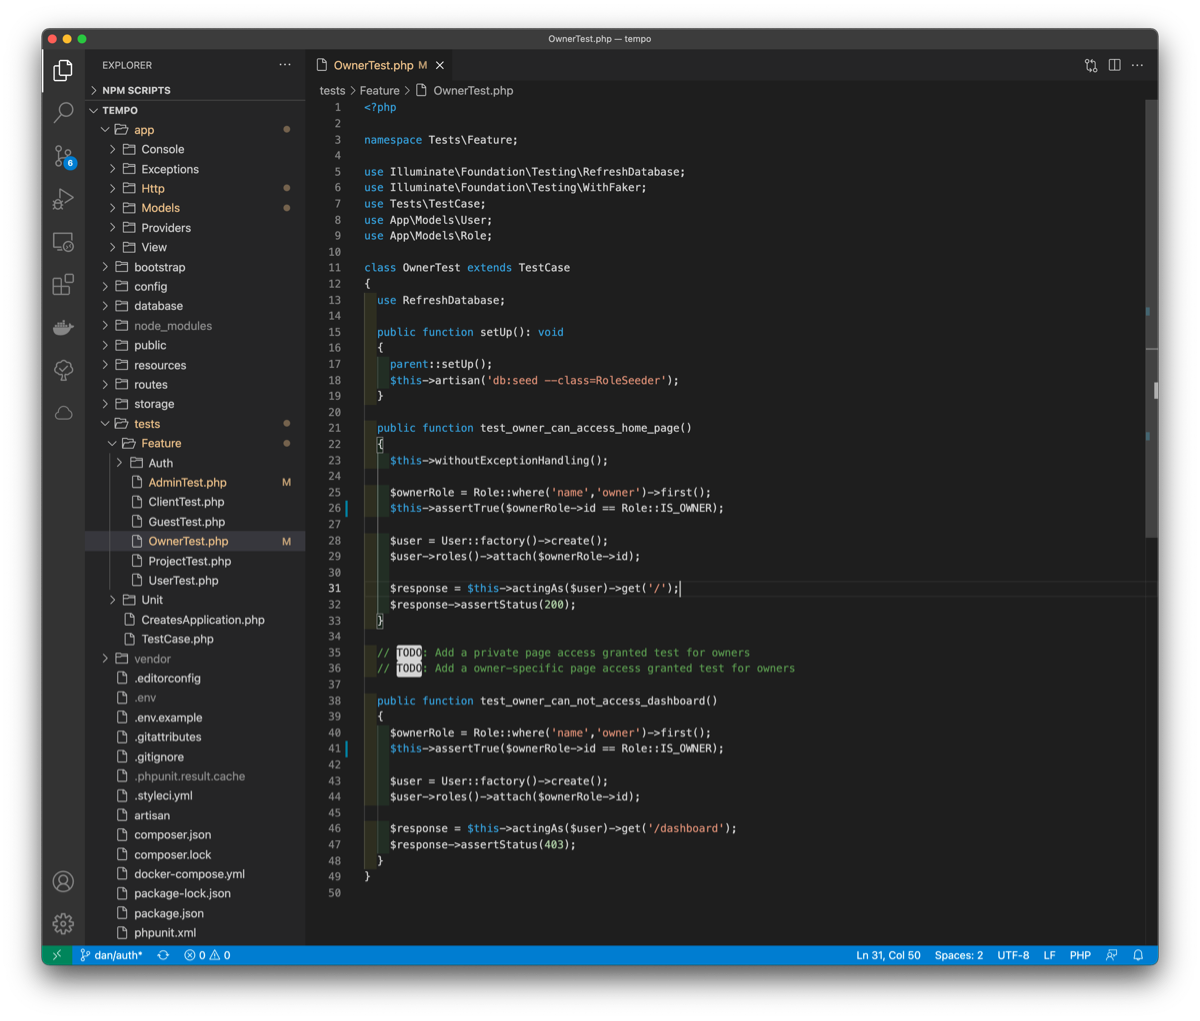 OwnerTest.php — tempo
EXPLORER
NPM SCRIPTS
TEMPO
app
Console
Exceptions
Http
Models
Providers
View
bootstrap
config
database
node_modules
public
resources
routes
storage
tests
Feature
Auth
AdminTest.php M
ClientTest.php
GuestTest.php
OwnerTest.php M
ProjectTest.php
UserTest.php
Unit
CreatesApplication.php
TestCase.php
vendor
.editorconfig
.env
.env.example
.gitattributes
.gitignore
.phpunit.result.cache
.styleci.yml
artisan
composer.json
composer.lock
docker-compose.yml
package-lock.json
package.json
phpunit.xml
6
OwnerTest.php M
tests > Feature > OwnerTest.php
1 <?php
2
3 namespace Tests\Feature;
4
5 use Illuminate\Foundation\Testing\RefreshDatabase;
6 use Illuminate\Foundation\Testing\WithFaker;
7 use Tests\TestCase;
8 use App\Models\User;
9 use App\Models\Role;
10
11 class OwnerTest extends TestCase
12 {
13 use RefreshDatabase;
14
15 public function setUp(): void
16 {
17 parent::setUp();
18 $this->artisan('db:seed --class=RoleSeeder');
19 }
20
21 public function test_owner_can_access_home_page()
22 {
23 $this->withoutExceptionHandling();
24
25 $ownerRole = Role::where('name','owner')->first();
26 $this->assertTrue($ownerRole->id == Role::IS_OWNER);
27
28 $user = User::factory()->create();
29 $user->roles()->attach($ownerRole->id);
30
31 $response = $this->actingAs($user)->get('/');
32 $response->assertStatus(200);
33 }
34
35 // TODO: Add a private page access granted test for owners
36 // TODO: Add a owner-specific page access granted test for owners
37
38 public function test_owner_can_not_access_dashboard()
39 {
40 $ownerRole = Role::where('name','owner')->first();
41 $this->assertTrue($ownerRole->id == Role::IS_OWNER);
42
43 $user = User::factory()->create();
44 $user->roles()->attach($ownerRole->id);
45
46 $response = $this->actingAs($user)->get('/dashboard');
47 $response->assertStatus(403);
48 }
49 }
50
dan/auth* 0 0 Ln 31, Col 50 Spaces: 2 UTF-8 LF PHP